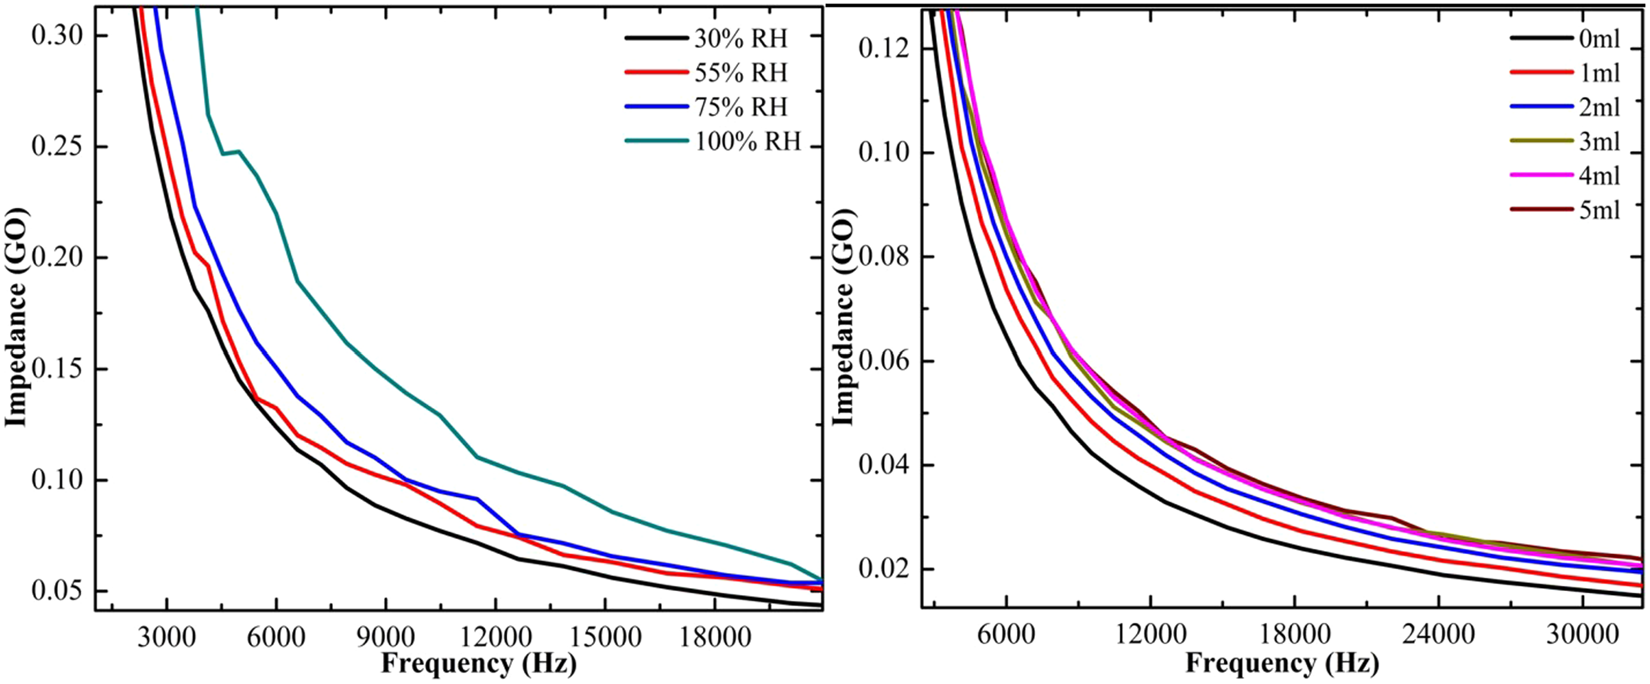 0.30
0.25
0.20
0.15
0.10
0.05
Impedance (GO)
3000 6000 9000 12000 15000 18000
Frequency (Hz)
30% RH
55% RH
75% RH
100% RH
0.12
0.10
0.08
0.06
0.04
0.02
Impedance (GO)
6000 12000 18000 24000 30000
Frequency (Hz)
0ml
1ml
2ml
3ml
4ml
5ml